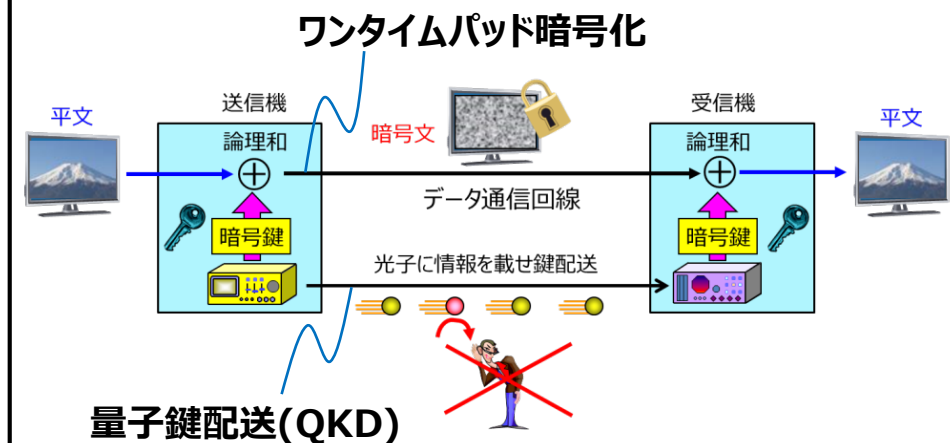 ワンタイムパッド暗号化
平文
送信機
論理和
暗号鍵
暗号文
データ通信回線
光子に情報を載せ鍵配送
受信機
論理和
暗号鍵
平文
量子鍵配送(QKD)